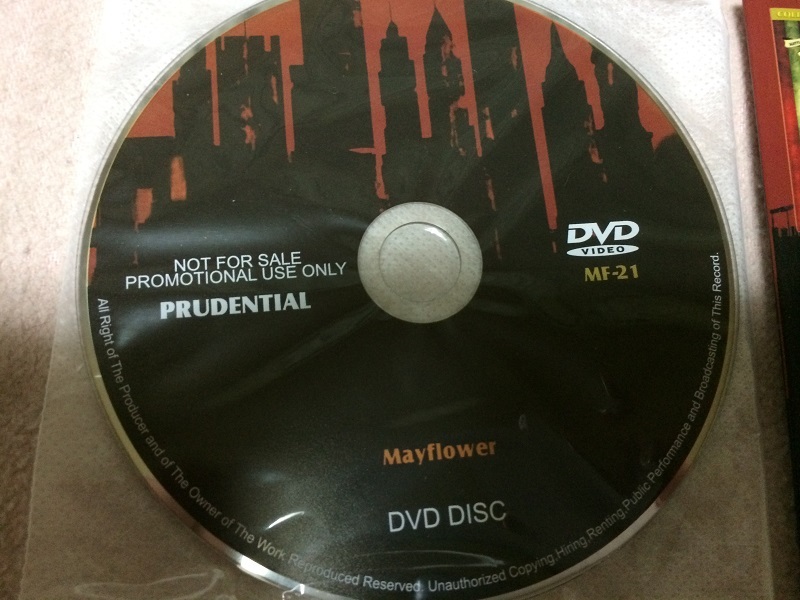 NOT FOR SALE
PROMOTIONAL USE ONLY
PRUDENTIAL
DVD
VIDEO
MF-21
Mayflower
DVD DISC
All Right of The Producer and of The Owner of The Work Reproduced Reserved. Unauthorized Copying,Hiring,Renting,Public Performance and Broadcasting of This Record.